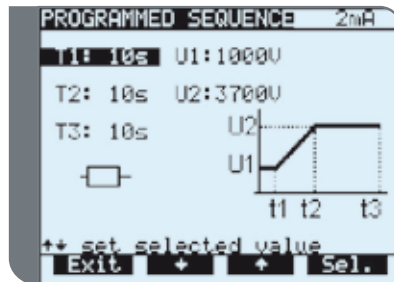 PROGRAMMED SEQUENCE 2mA
T1: 10s U1:1000V
T2: 10s U2:3700V
T3: 10s
U2
U1
t1 t2 t3
↑↓ set selected value
Exit ↓ ↑ Sel.